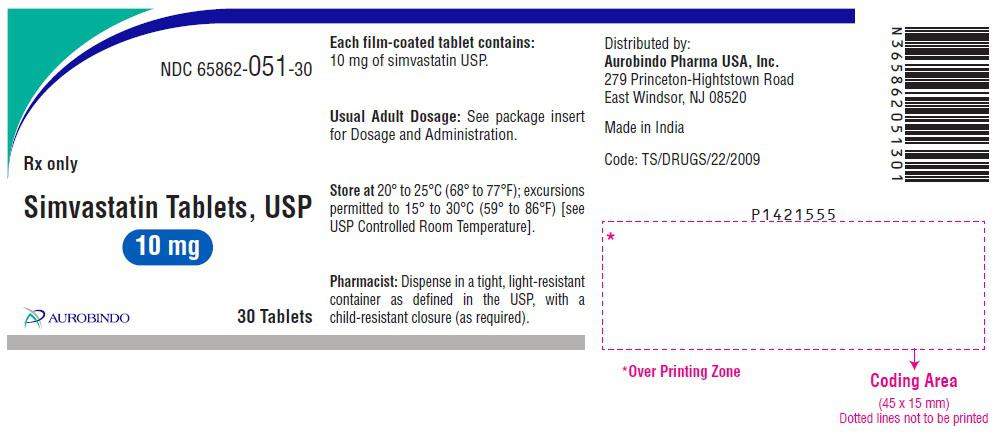 NDC 65862-051-30
Rx only
Simvastatin Tablets, USP
10 mg
AUROBINDO
30 Tablets
Each film-coated tablet contains:
10 mg of simvastatin USP.
Usual Adult Dosage: See package insert
for Dosage and Administration.
Store at 20° to 25°C (68° to 77°F); excursions
permitted to 15° to 30°C (59° to 86°F) [see
USP Controlled Room Temperature].
Pharmacist: Dispense in a tight, light-resistant
container as defined in the USP, with a
child-resistant closure (as required).
Distributed by:
Aurobindo Pharma USA, Inc.
279 Princeton-Hightstown Road
East Windsor, NJ 08520
Made in India
Code: TS/DRUGS/22/2009
N365862051301
P1421555
*
*Over Printing Zone
Coding Area
(45 x 15 mm)
Dotted lines not to be printed